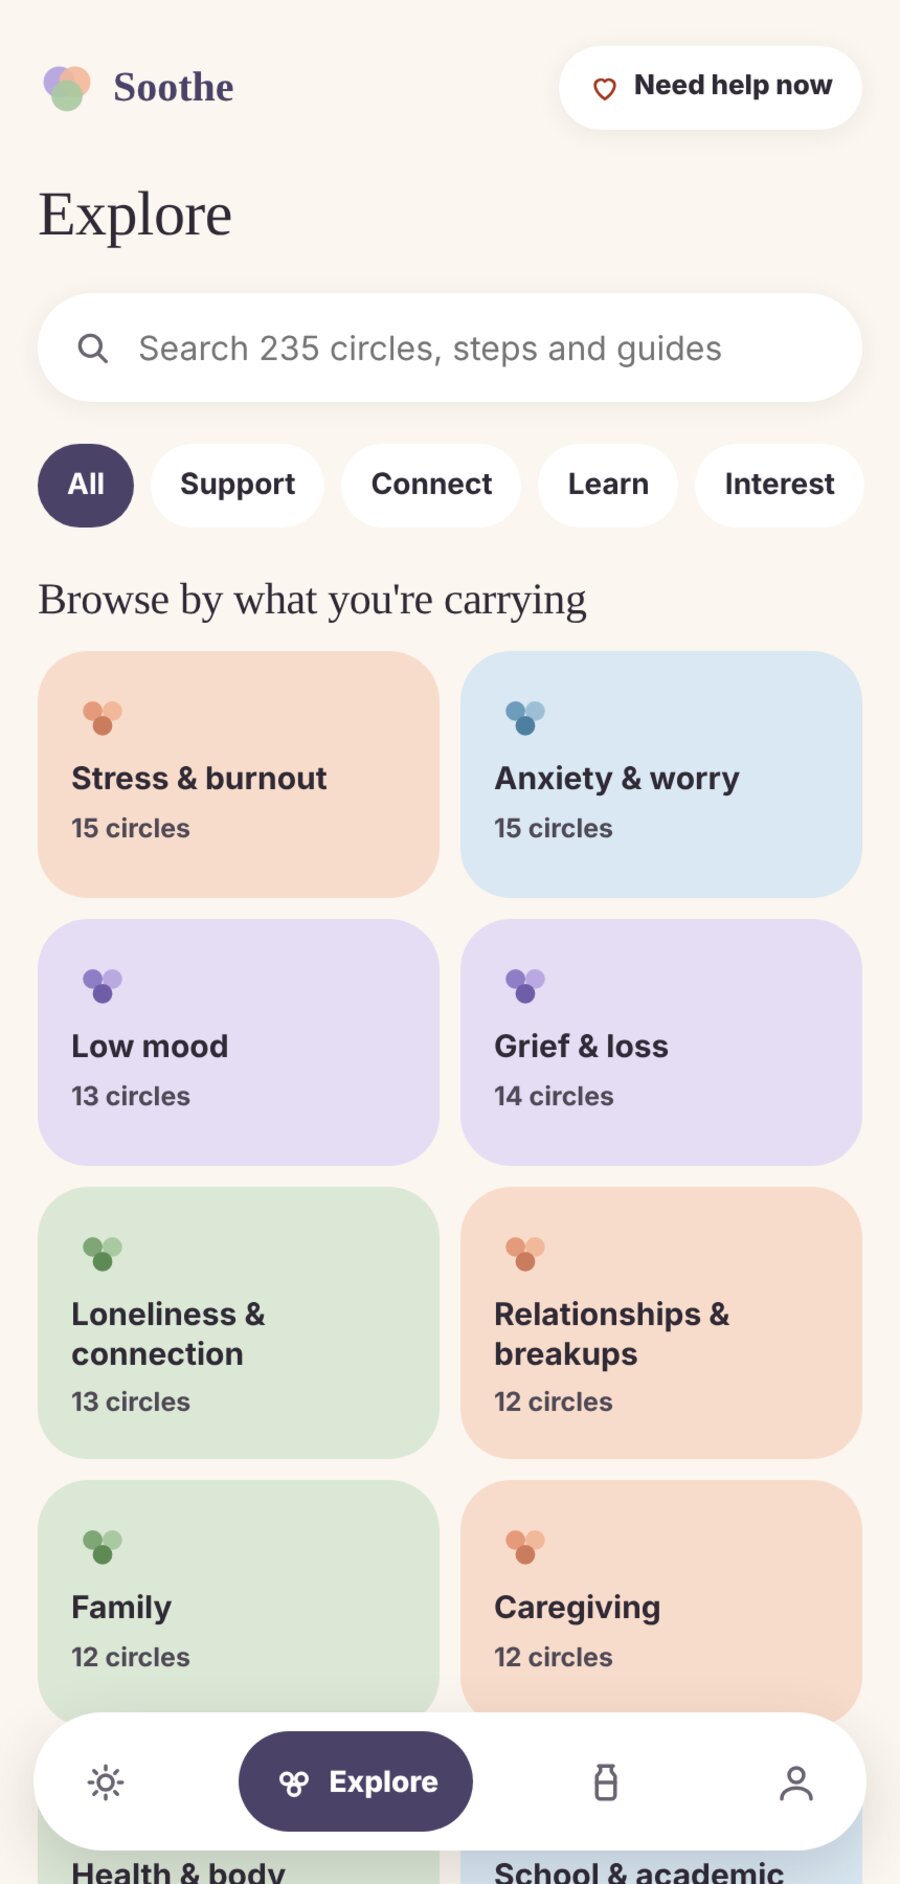 Soothe
Need help now
Explore
Search 235 circles, steps and guides
All
Support
Connect
Learn
Interest
Browse by what you're carrying
Stress & burnout
15 circles
Anxiety & worry
15 circles
Low mood
13 circles
Grief & loss
14 circles
Loneliness &
connection
13 circles
Relationships &
breakups
12 circles
Family
12 circles
Caregiving
12 circles
Explore
Health & body
School & academic